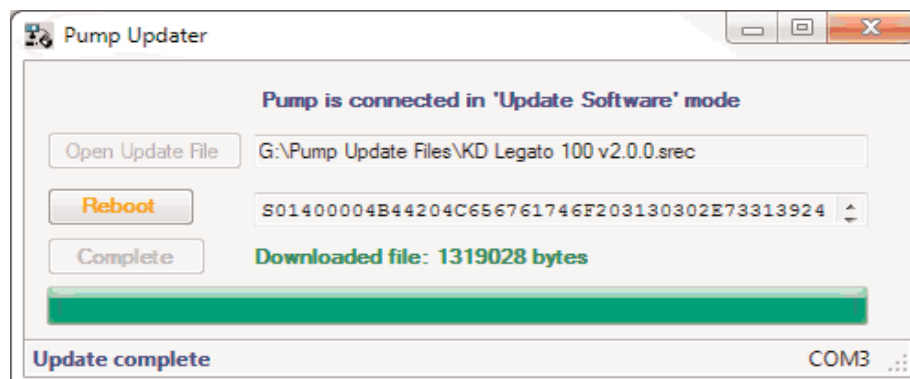 Pump Updater
Pump is connected in 'Update Software' mode
Open Update File G:\Pump Update Files\KD Legato 100 v2.0.0.srec
Reboot S01400004B44204C656761746F203130302E73313924
Complete Downloaded file: 1319028 bytes
Update complete COM3